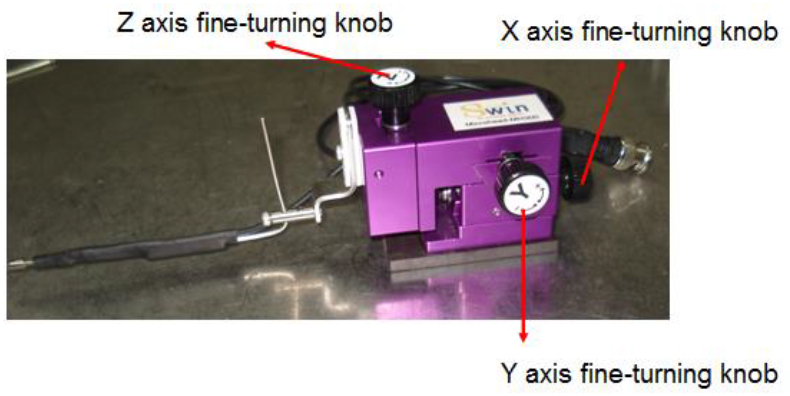 Z axis fine-turning knob
X axis fine-turning knob
Swin
Y
Y axis fine-turning knob